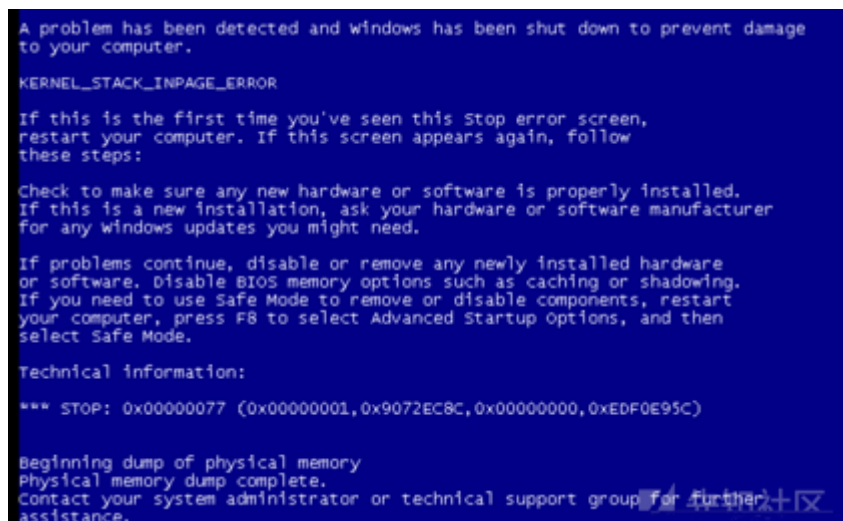 A problem has been detected and Windows has been shut down to prevent damage
to your computer.
KERNEL_STACK_INPAGE_ERROR
If this is the first time you've seen this Stop error screen,
restart your computer. If this screen appears again, follow
these steps:
Check to make sure any new hardware or software is properly installed.
If this is a new installation, ask your hardware or software manufacturer
for any Windows updates you might need.
If problems continue, disable or remove any newly installed hardware
or software. Disable BIOS memory options such as caching or shadowing.
If you need to use Safe Mode to remove or disable components, restart
your computer, press F8 to select Advanced Startup Options, and then
select Safe Mode.
Technical information:
*** STOP: 0x00000077 (0x00000001,0x9072EC8C,0x00000000,0xEDF0E95C)
Beginning dump of physical memory
Physical memory dump complete.
Contact your system administrator or technical support group for further
assistance.
社区